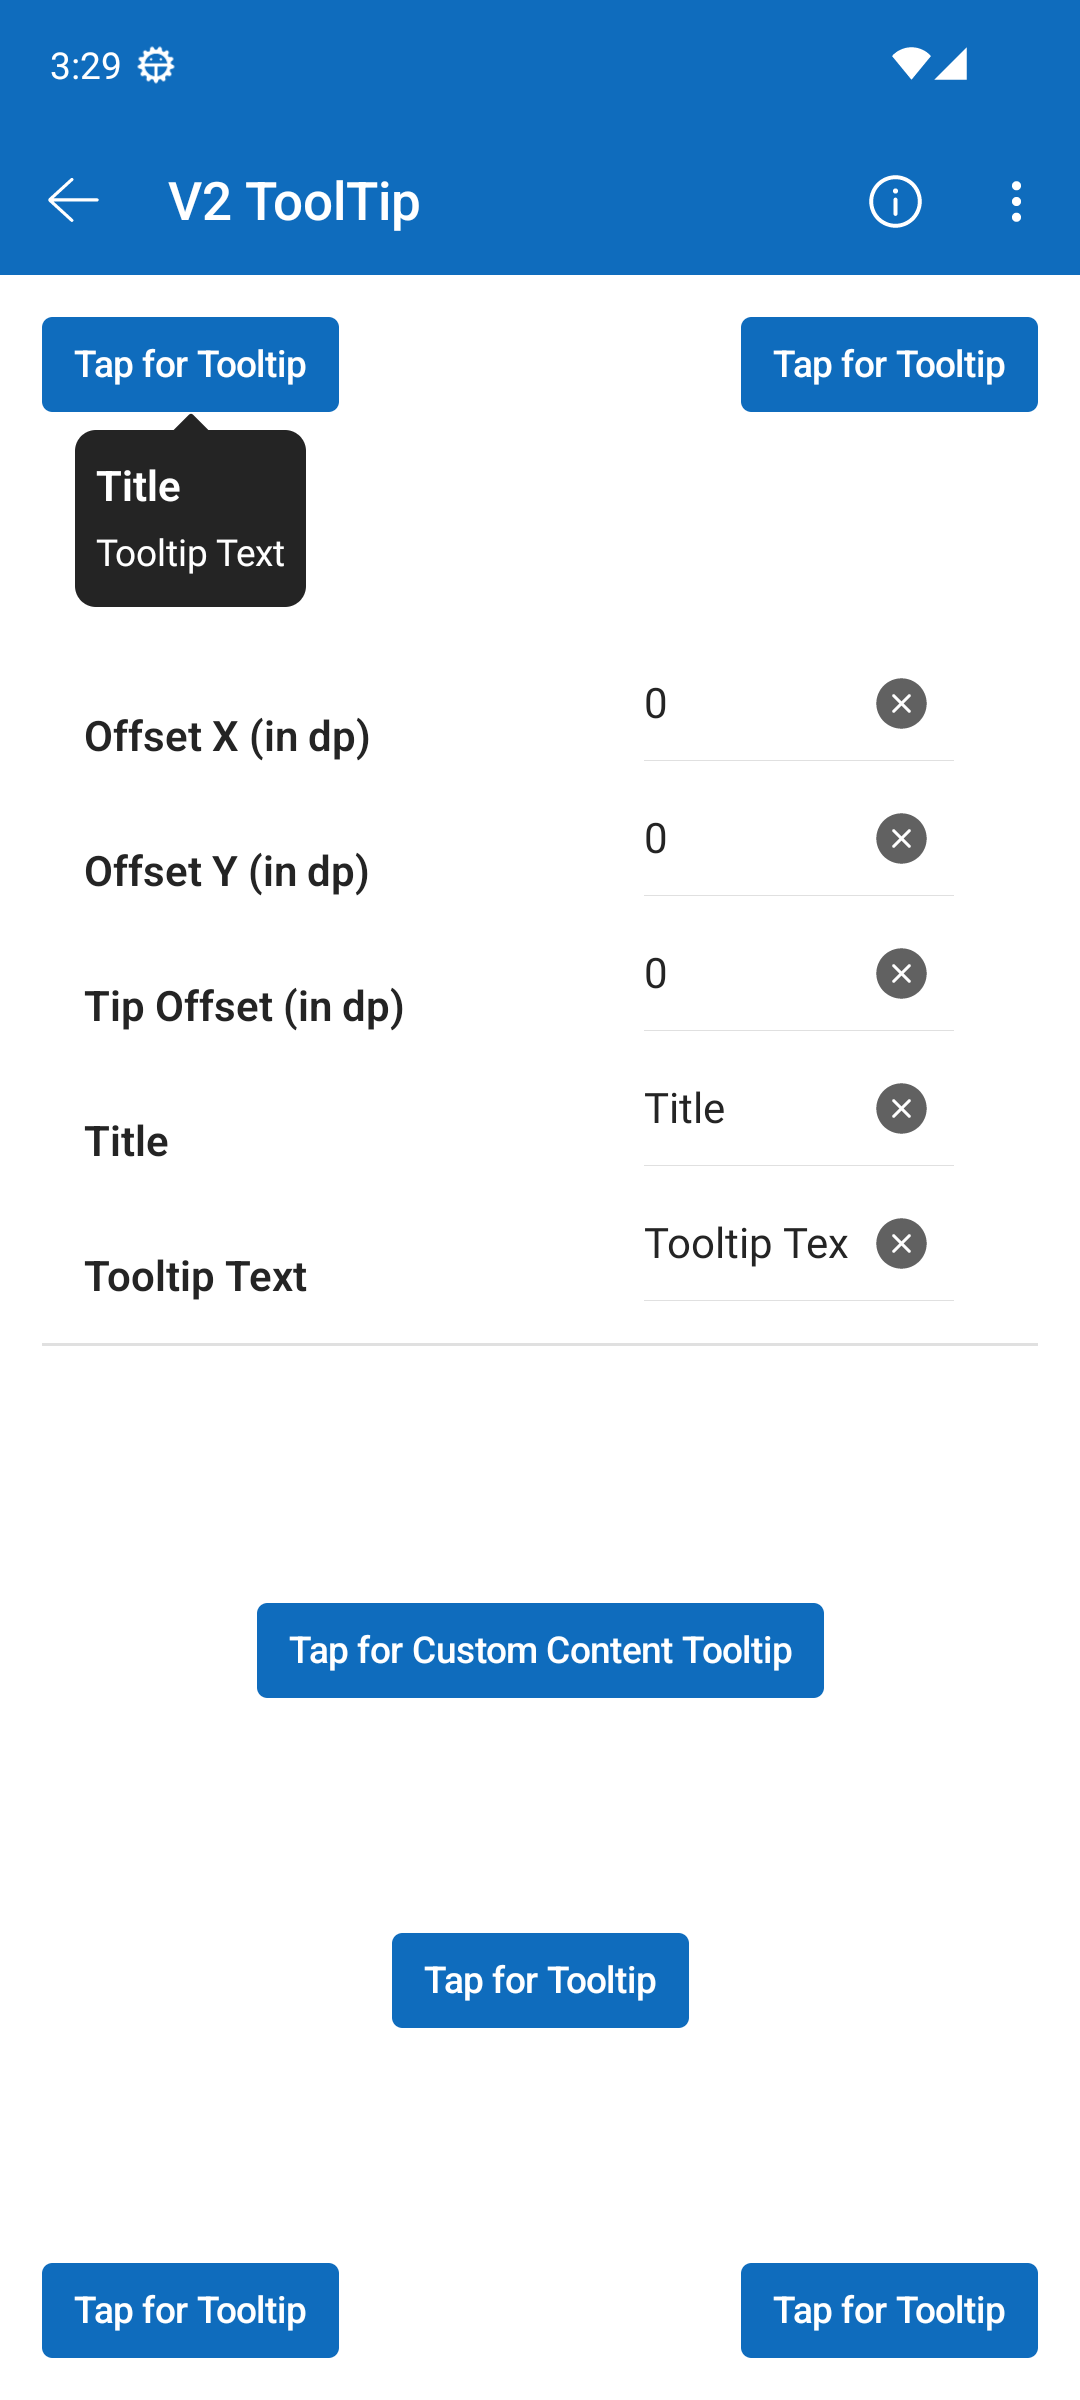 3:29
V2 ToolTip
Tap for Tooltip
Tap for Tooltip
Title
Tooltip Text
Offset X (in dp)
0
Offset Y (in dp)
0
Tip Offset (in dp)
0
Title
Title
Tooltip Text
Tooltip Tex
Tap for Custom Content Tooltip
Tap for Tooltip
Tap for Tooltip
Tap for Tooltip